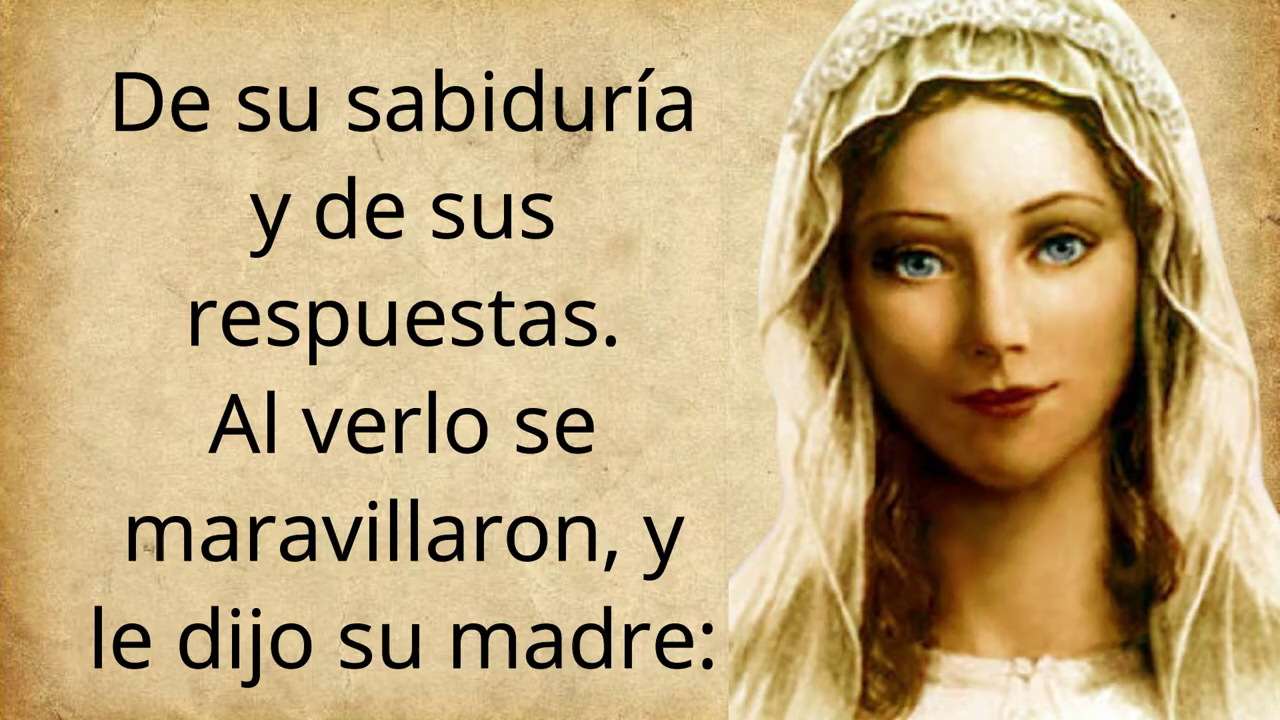 De su sabiduría
y de sus
respuestas.
Al verlo se
maravillaron, y
le dijo su madre: